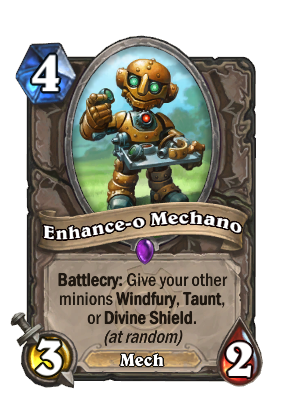 4
Enhance-o Mechano
Battlecry: Give your other
minions Windfury, Taunt,
or Divine Shield.
(at random)
3
Mech
2